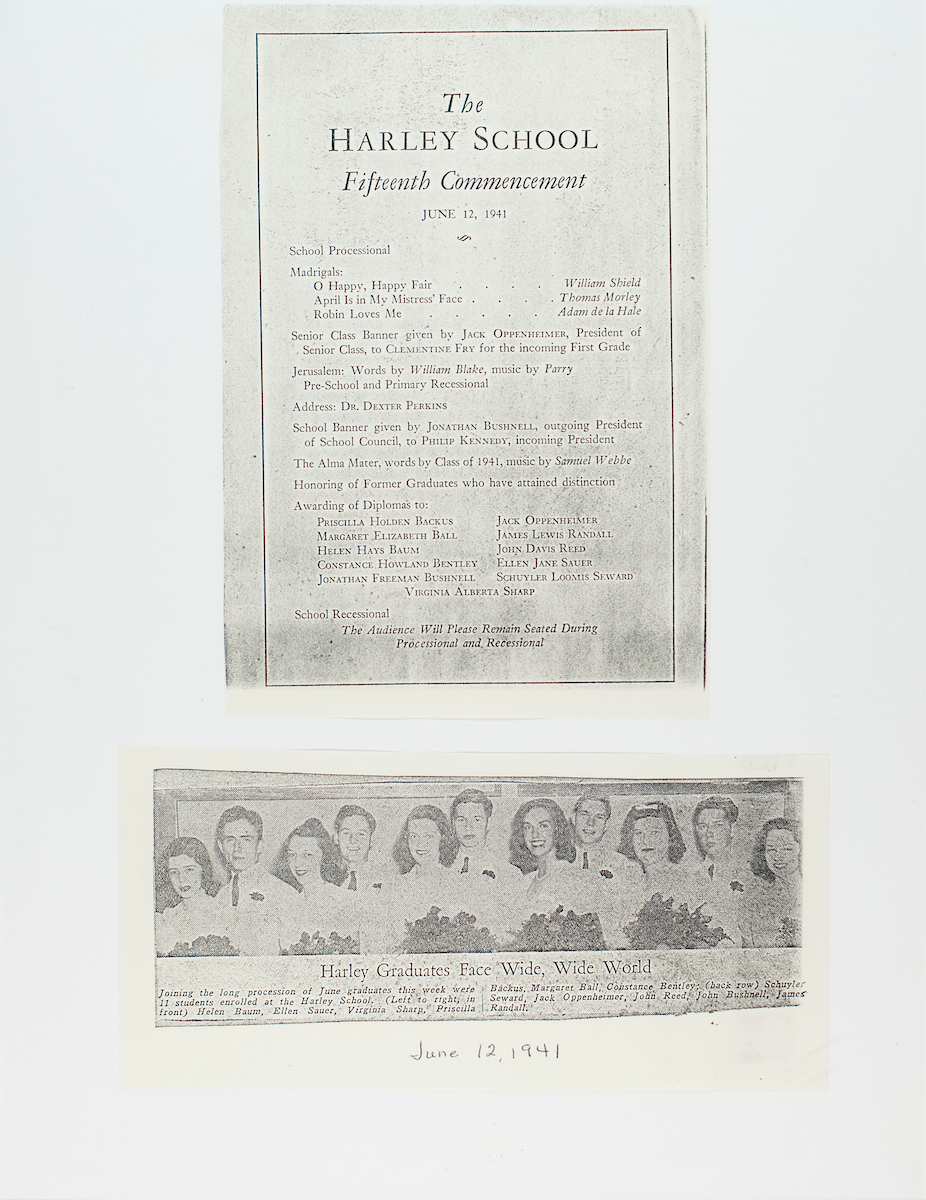 The
HARLEY SCHOOL
Fifteenth Commencement
JUNE 12, 1941
School Processional
Madrigals:
O Happy, Happy Fair . . . . William Shield
April Is in My Mistress' Face . . . . Thomas Morley
Robin Loves Me . . . . . Adam de la Hale
Senior Class Banner given by JACK OPPENHEIMER, President of
Senior Class, to CLEMENTINE FRY for the incoming First Grade
Jerusalem: Words by William Blake, music by Parry
Pre-School and Primary Recessional
Address: DR. DEXTER PERKINS
School Banner given by JONATHAN BUSHNELL, outgoing President
of School Council, to PHILIP KENNEDY, incoming President
The Alma Mater, words by Class of 1941, music by Samuel Webbe
Honoring of Former Graduates who have attained distinction
Awarding of Diplomas to:
PRISCILLA HOLDEN BACKUS
MARGARET ELIZABETH BALL
HELEN HAYS BAUM
CONSTANCE HOWLAND BENTLEY
JONATHAN FREEMAN BUSHNELL
JACK OPPENHEIMER
JAMES LEWIS RANDALL
JOHN DAVIS REED
ELLEN JANE SAUER
SCHUYLER LOOMIS SEWARD
VIRGINIA ALBERTA SHARP
School Recessional
The Audience Will Please Remain Seated During
Processional and Recessional
Harley Graduates Face Wide, Wide World
Joining the long procession of June graduates this week were
11 students enrolled at the Harley School. (Left to right, in
front) Helen Baum, Ellen Sauer, Virginia Sharp, Priscilla
Backus, Margaret Ball, Constance Bentley; (back row) Schuyler
Seward, Jack Oppenheimer, John Reed, John Bushnell, James
Randall.
June 12, 1941